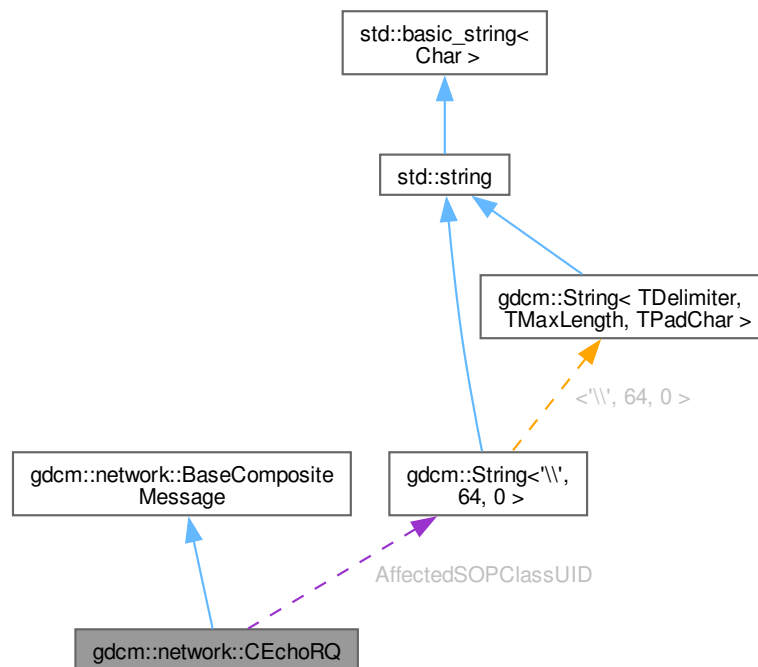 std::basic_string<
Char >
std::string
gdcm::String< TDelimiter,
TMaxLength, TPadChar >
<'\\', 64, 0 >
gdcm::network::BaseComposite
Message
gdcm::String<'\\',
64, 0 >
AffectedSOPClassUID
gdcm::network::CEchoRQ